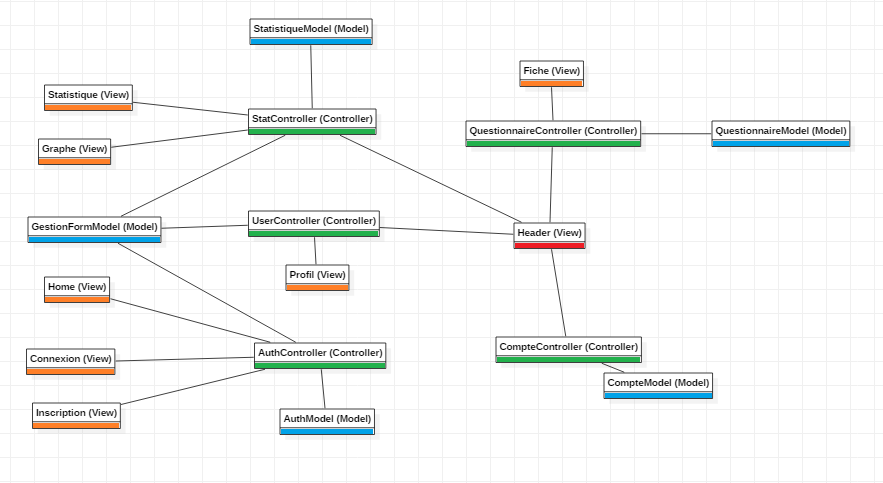 StatistiqueModel (Model)
Fiche (View)
Statistique (View)
StatController (Controller)
QuestionnaireController (Controller)
QuestionnaireModel (Model)
Graphe (View)
GestionFormModel (Model)
UserController (Controller)
Header (View)
Profil (View)
Home (View)
Connexion (View)
AuthController (Controller)
CompteController (Controller)
CompteModel (Model)
Inscription (View)
AuthModel (Model)